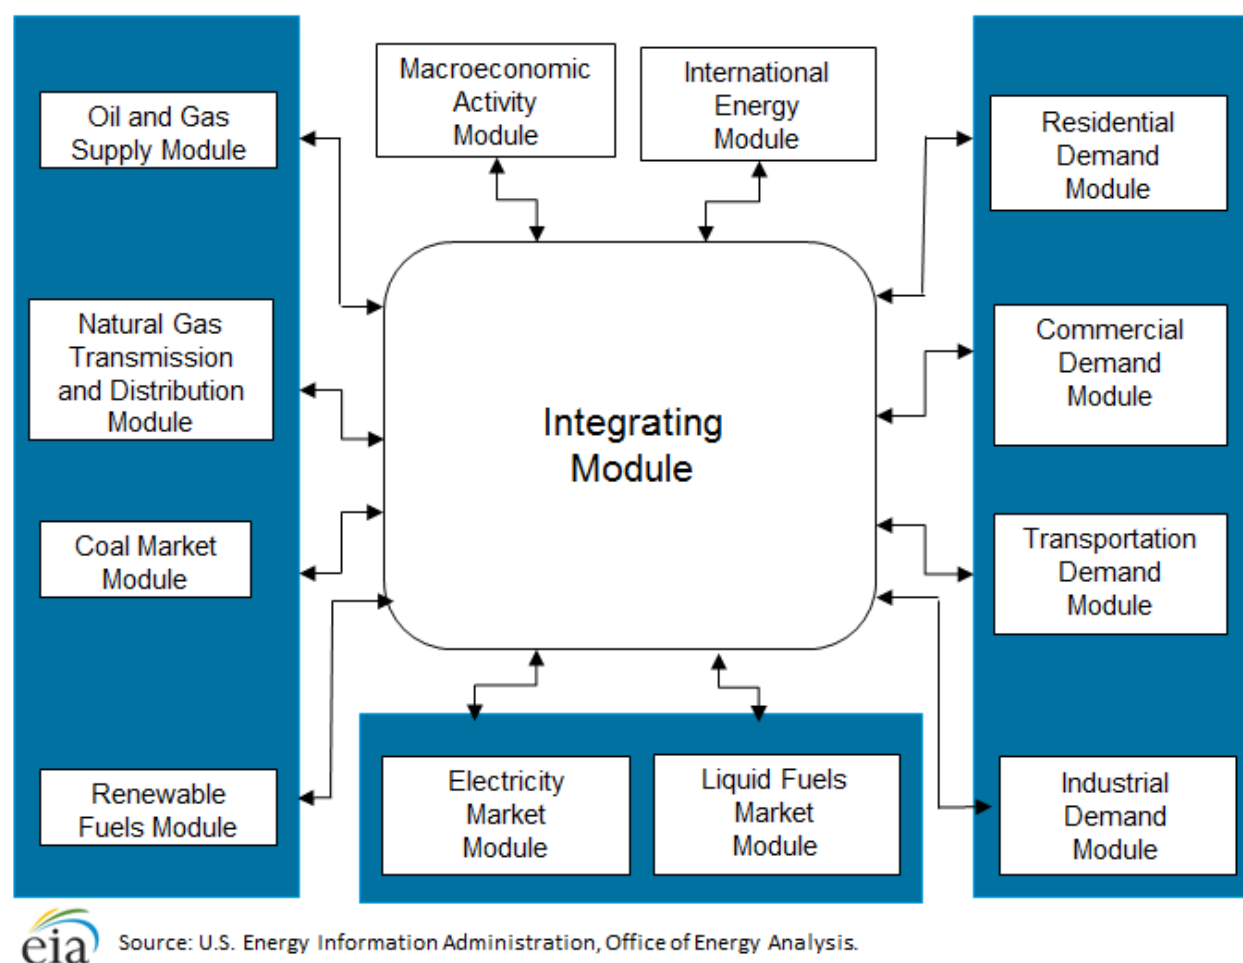 Macroeconomic
Activity
Module
International
Energy
Module
Oil and Gas
Supply Module
Natural Gas
Transmission
and Distribution
Module
Coal Market
Module
Renewable
Fuels Module
Integrating
Module
Residential
Demand
Module
Commercial
Demand
Module
Transportation
Demand
Module
Industrial
Demand
Module
Electricity
Market
Module
Liquid Fuels
Market
Module
eia
Source: U.S. Energy Information Administration, Office of Energy Analysis.